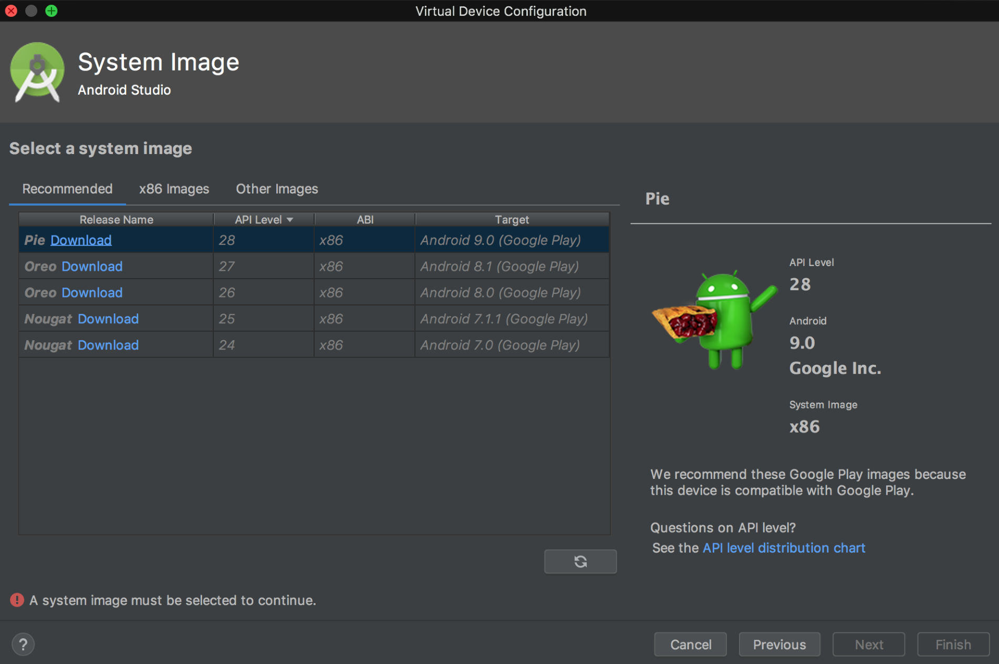 Virtual Device Configuration
System Image
Android Studio
Select a system image
Recommended x86 Images Other Images
Release Name API Level ABI Target
Pie Download 28 x86 Android 9.0 (Google Play)
Oreo Download 27 x86 Android 8.1 (Google Play)
Oreo Download 26 x86 Android 8.0 (Google Play)
Nougat Download 25 x86 Android 7.1.1 (Google Play)
Nougat Download 24 x86 Android 7.0 (Google Play)
Pie
API Level
28
Android
9.0
Google Inc.
System Image
x86
We recommend these Google Play images because
this device is compatible with Google Play.
Questions on API level?
See the API level distribution chart
A system image must be selected to continue.
? Cancel Previous Next Finish